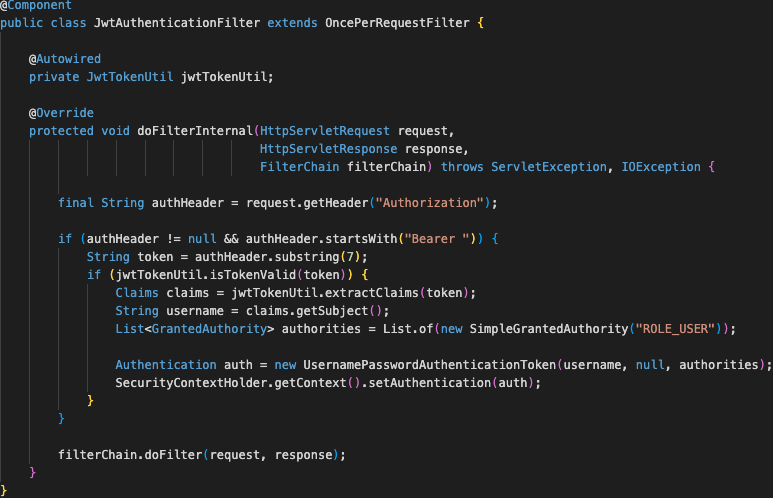 @Component
public class JwtAuthenticationFilter extends OncePerRequestFilter {
@Autowired
private JwtTokenUtil jwtTokenUtil;
@Override
protected void doFilterInternal(HttpServletRequest request,
HttpServletResponse response,
FilterChain filterChain) throws ServletException, IOException {
final String authHeader = request.getHeader("Authorization");
if (authHeader != null && authHeader.startsWith("Bearer ")) {
String token = authHeader.substring(7);
if (jwtTokenUtil.isTokenValid(token)) {
Claims claims = jwtTokenUtil.extractClaims(token);
String username = claims.getSubject();
List<GrantedAuthority> authorities = List.of(new SimpleGrantedAuthority("ROLE_USER"));
Authentication auth = new UsernamePasswordAuthenticationToken(username, null, authorities);
SecurityContextHolder.getContext().setAuthentication(auth);
}
}
filterChain.doFilter(request, response);
}
}